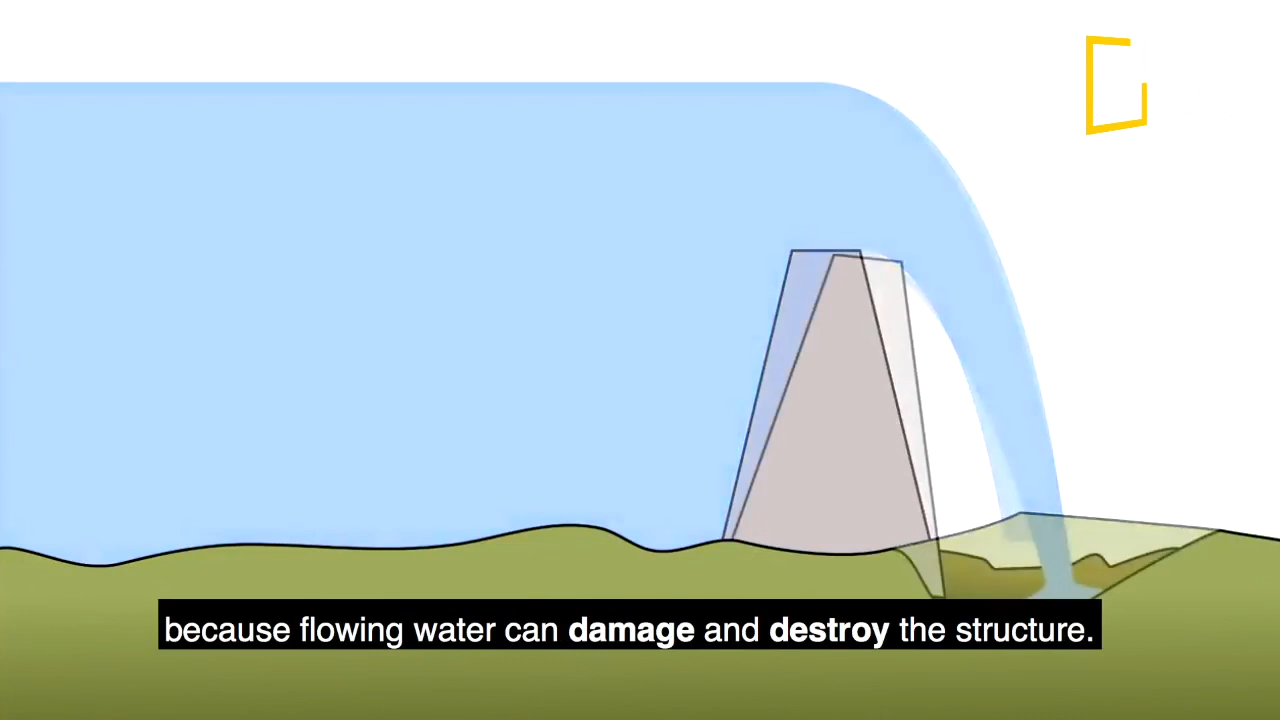 because flowing water can damage and destroy the structure.